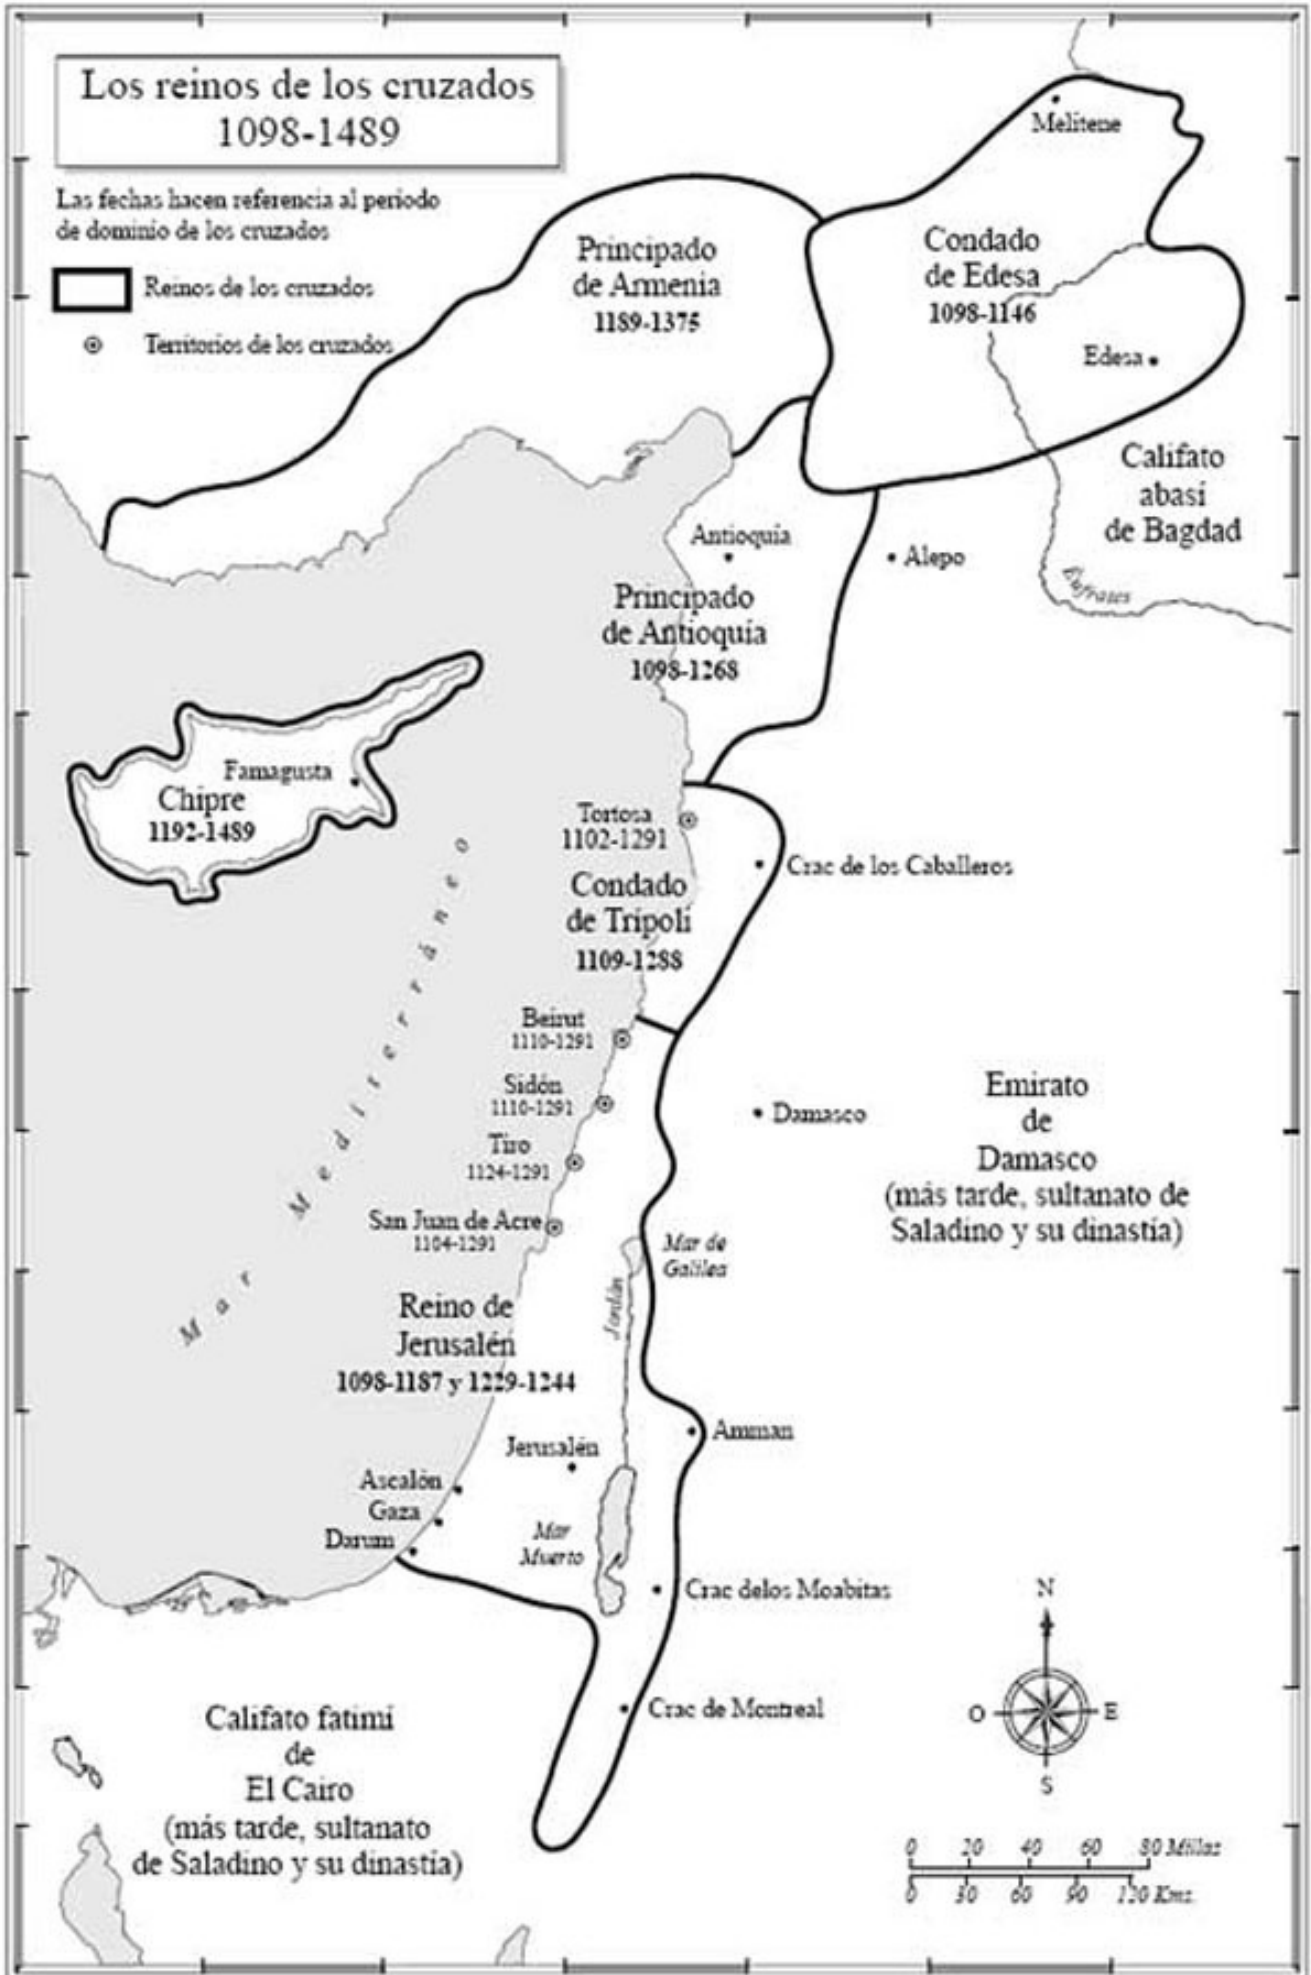 Los reinos de los cruzados
1098-1489
Las fechas hacen referencia al periodo
de dominio de los cruzados
Reinos de los cruzados
Territorios de los cruzados
Melitene
Principado
de Armenia
1189-1375
Condado
de Edesa
1098-1146
Edesa
Califato
abasí
de Bagdad
Éufrates
Antioquía
Alepo
Principado
de Antioquía
1098-1268
Famagusta
Chipre
1192-1489
Tortosa
1102-1291
Crac de los Caballeros
Condado
de Trípoli
1109-1288
Mar Mediterráneo
Beirut
1110-1291
Sidón
1110-1291
Damasco
Emirato
de
Damasco
(más tarde, sultanato de
Saladino y su dinastía)
Tiro
1124-1291
San Juan de Acre
1104-1291
Mar de
Galilea
Jordán
Reino de
Jerusalén
1098-1187 y 1229-1244
Amman
Jerusalén
Ascalón
Gaza
Darum
Mar
Muerto
Crac delos Moabitas
Crac de Montreal
Califato fatimí
de
El Cairo
(más tarde, sultanato
de Saladino y su dinastía)
N
O
E
S
0 20 40 60 80 Millas
0 30 60 90 120 Kms.